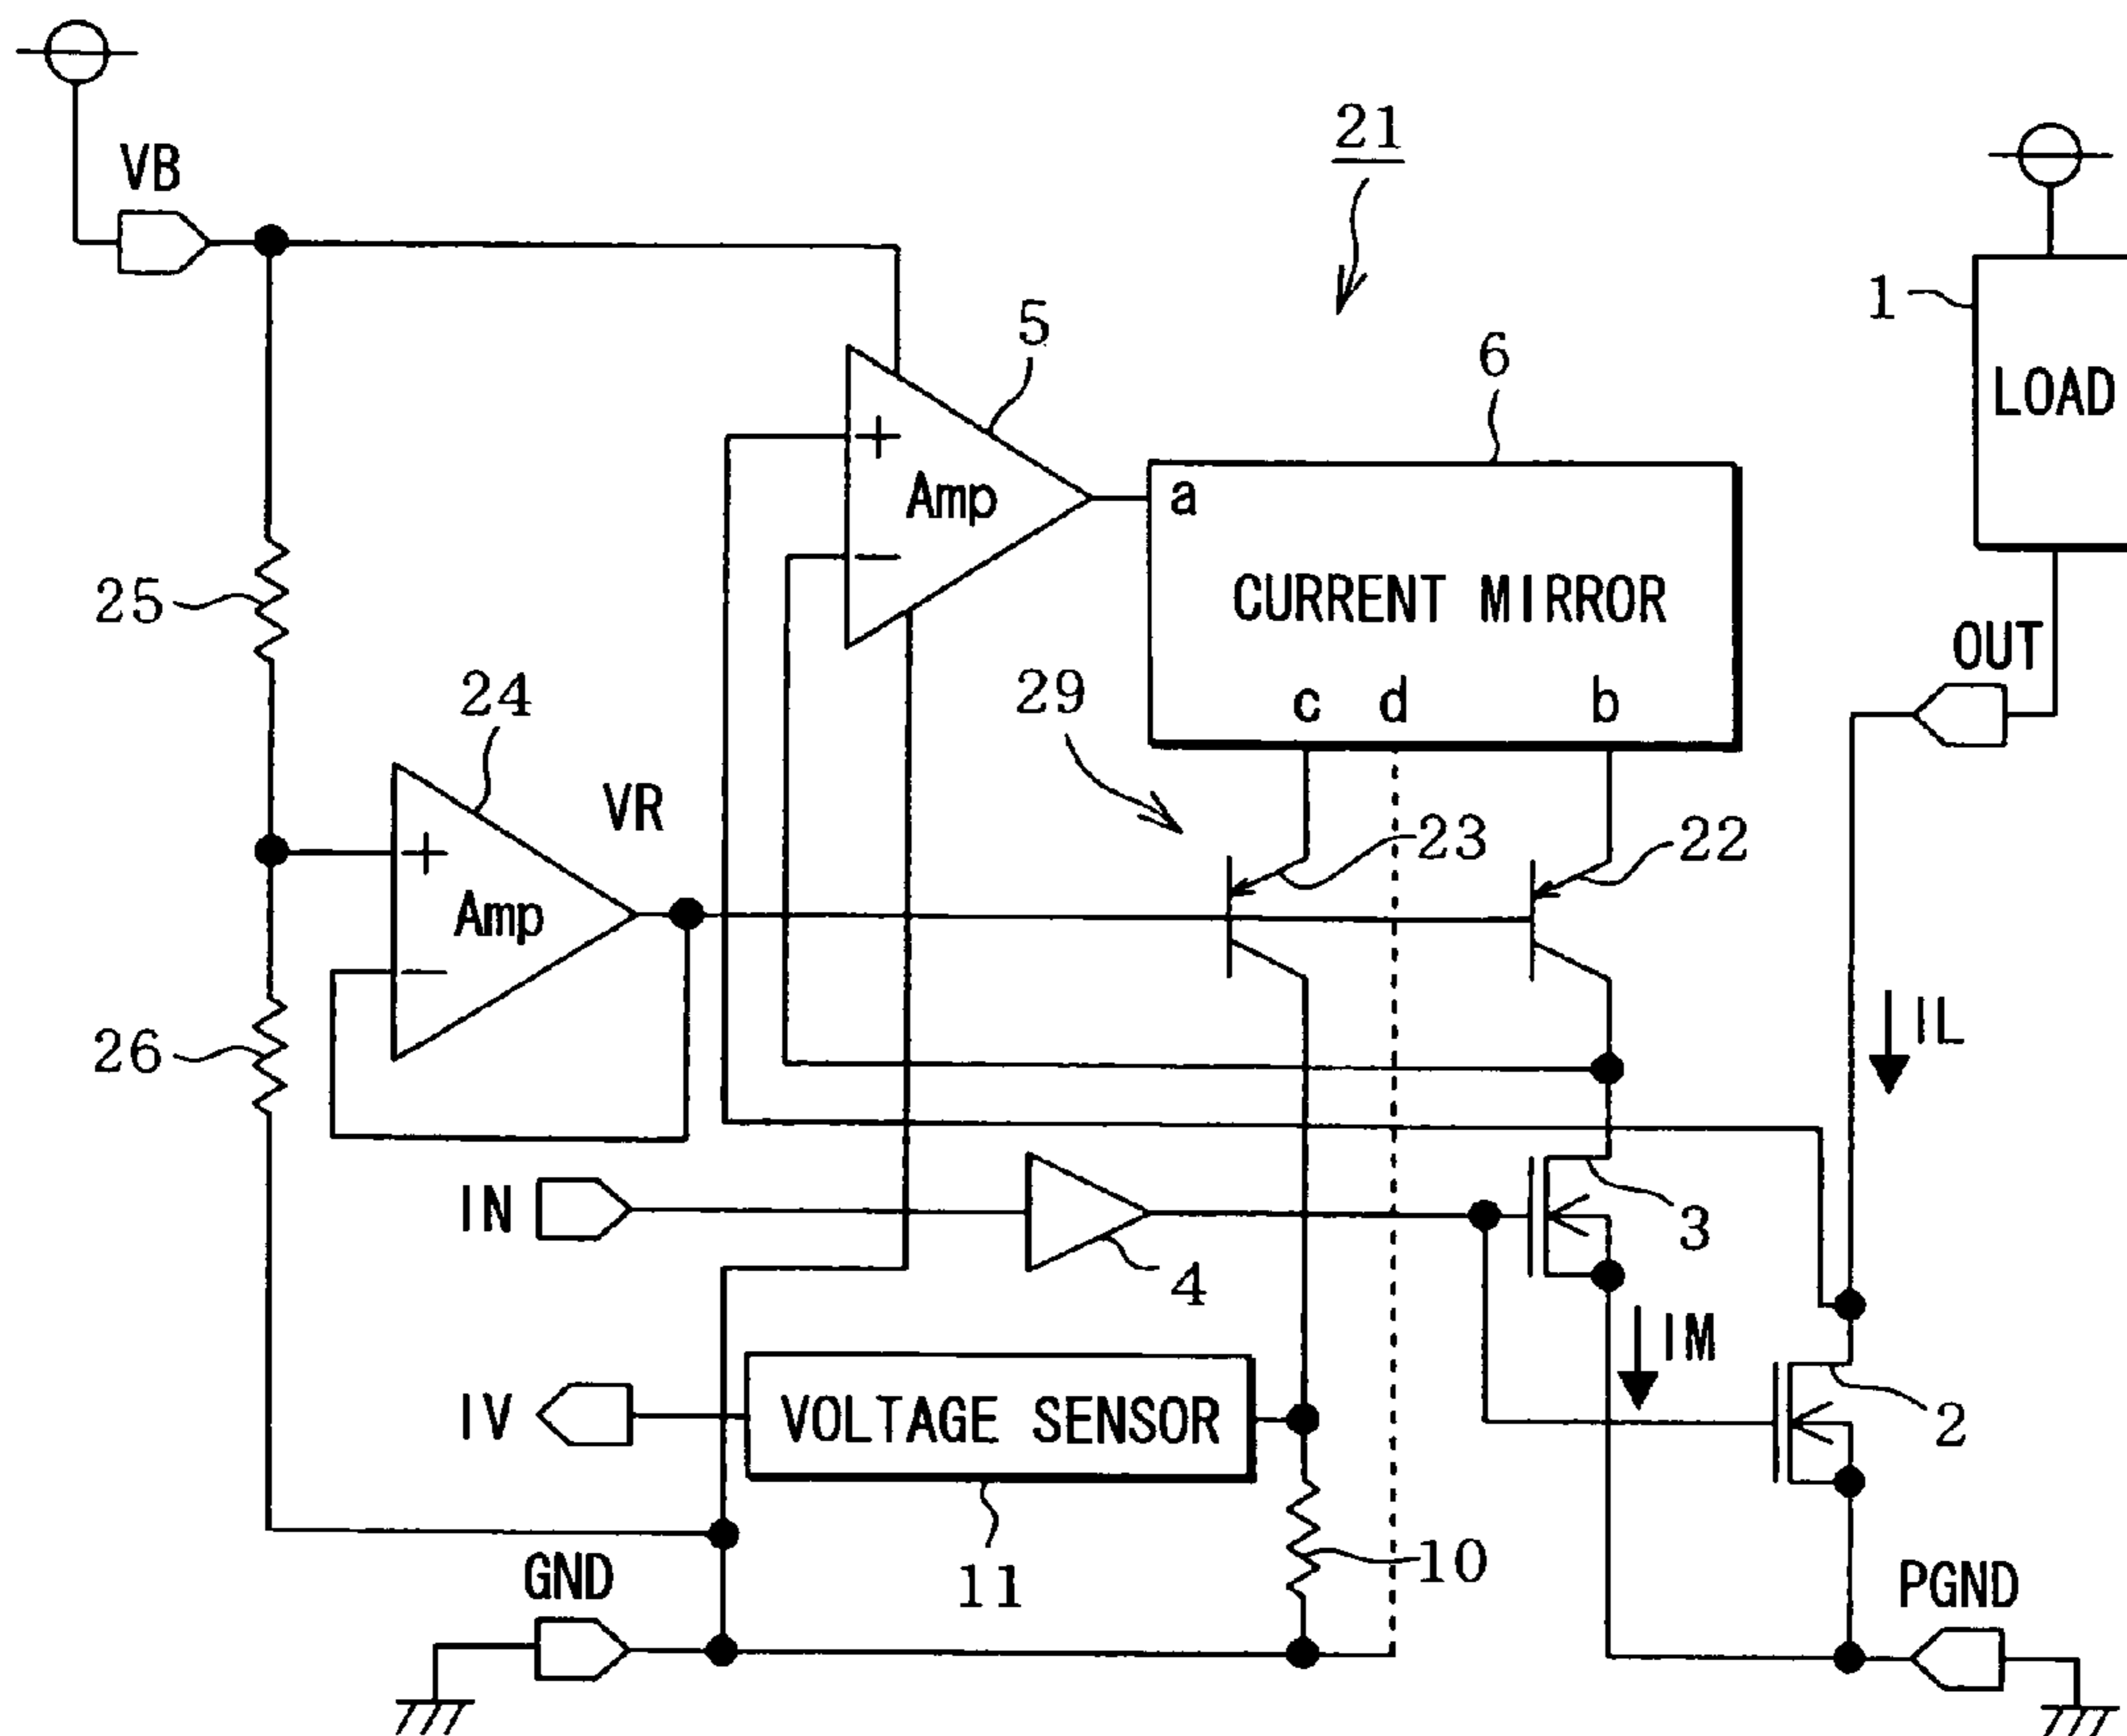 21
VB
1
5
6
LOAD
+
Amp
−
a
CURRENT MIRROR
25
OUT
24
29
c
d
b
VR
23
22
+
Amp
−
26
IL
IN
3
4
IM
IV
VOLTAGE SENSOR
2
10
GND
11
PGND